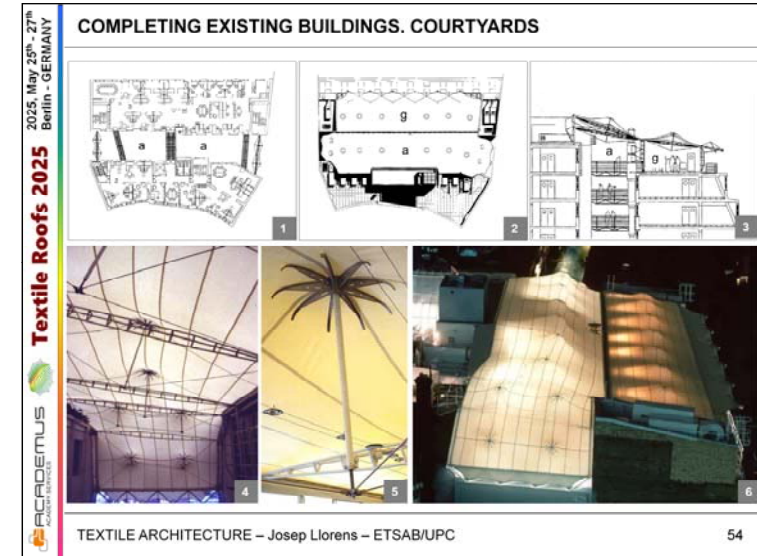 COMPLETING EXISTING BUILDINGS. COURTYARDS
2025, May 25th - 27th
Berlin - GERMANY
Textile Roofs 2025
ACADEMUS
ACADEMY SERVICES
a
a
1
g
a
2
a
g
3
4
5
6
TEXTILE ARCHITECTURE – Josep Llorens – ETSAB/UPC
54